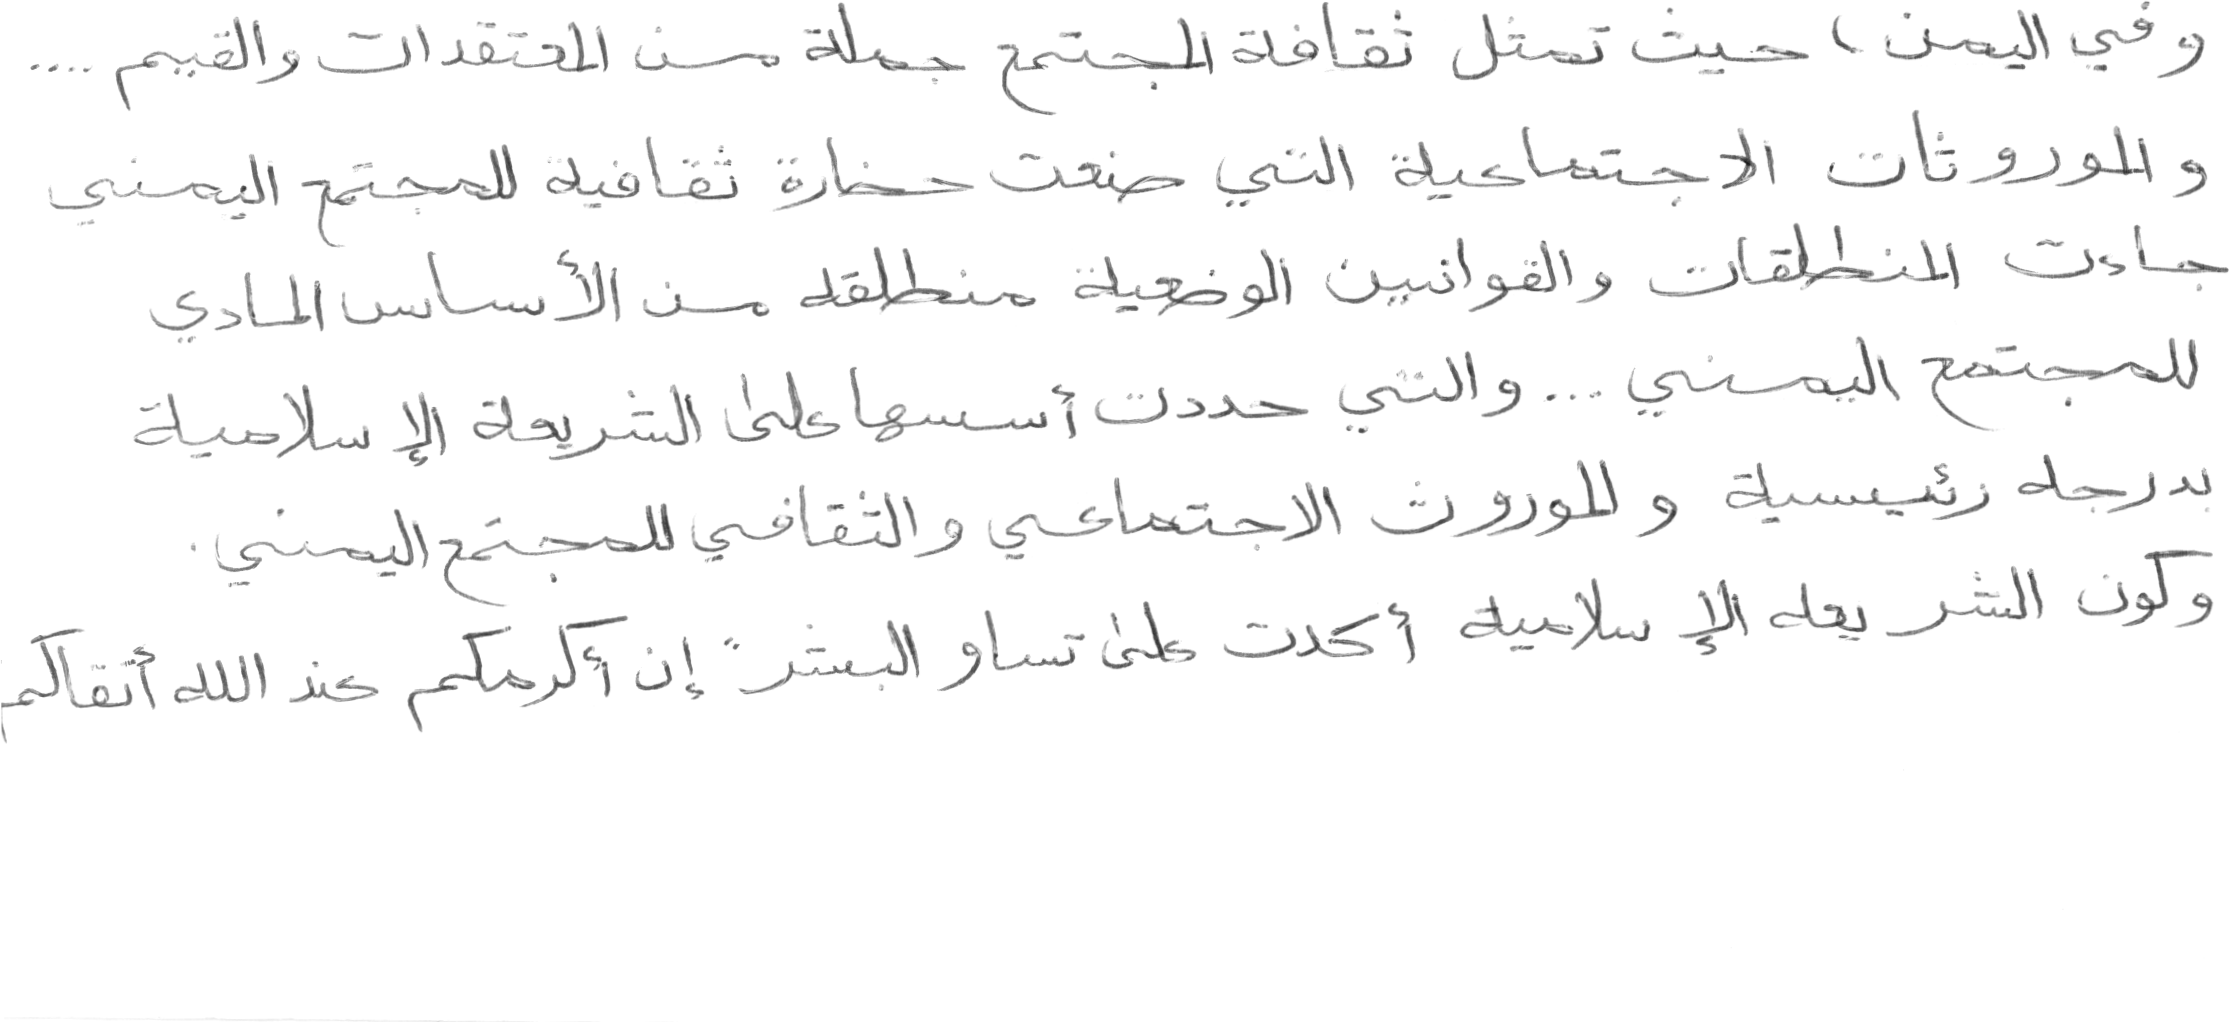 وفي اليمن، حيث تمثل ثقافة المجتمع جملة من المعتقدات والقيم ....
والموروثات الاجتماعية التي صنعت حضارة ثقافية للمجتمع اليمني
جاءت المنطلقات والقوانين الوضعية منطلقه من الأساس المادي
للمجتمع اليمني ... والتي حددت أسسها على الشريعة الإسلامية
بدرجه رئيسية والموروث الاجتماعي والثقافي للمجتمع اليمني .
وكون الشريعه الإسلامية أكدت على تساو البشر " إن أكرمكم عند الله أتقاكم